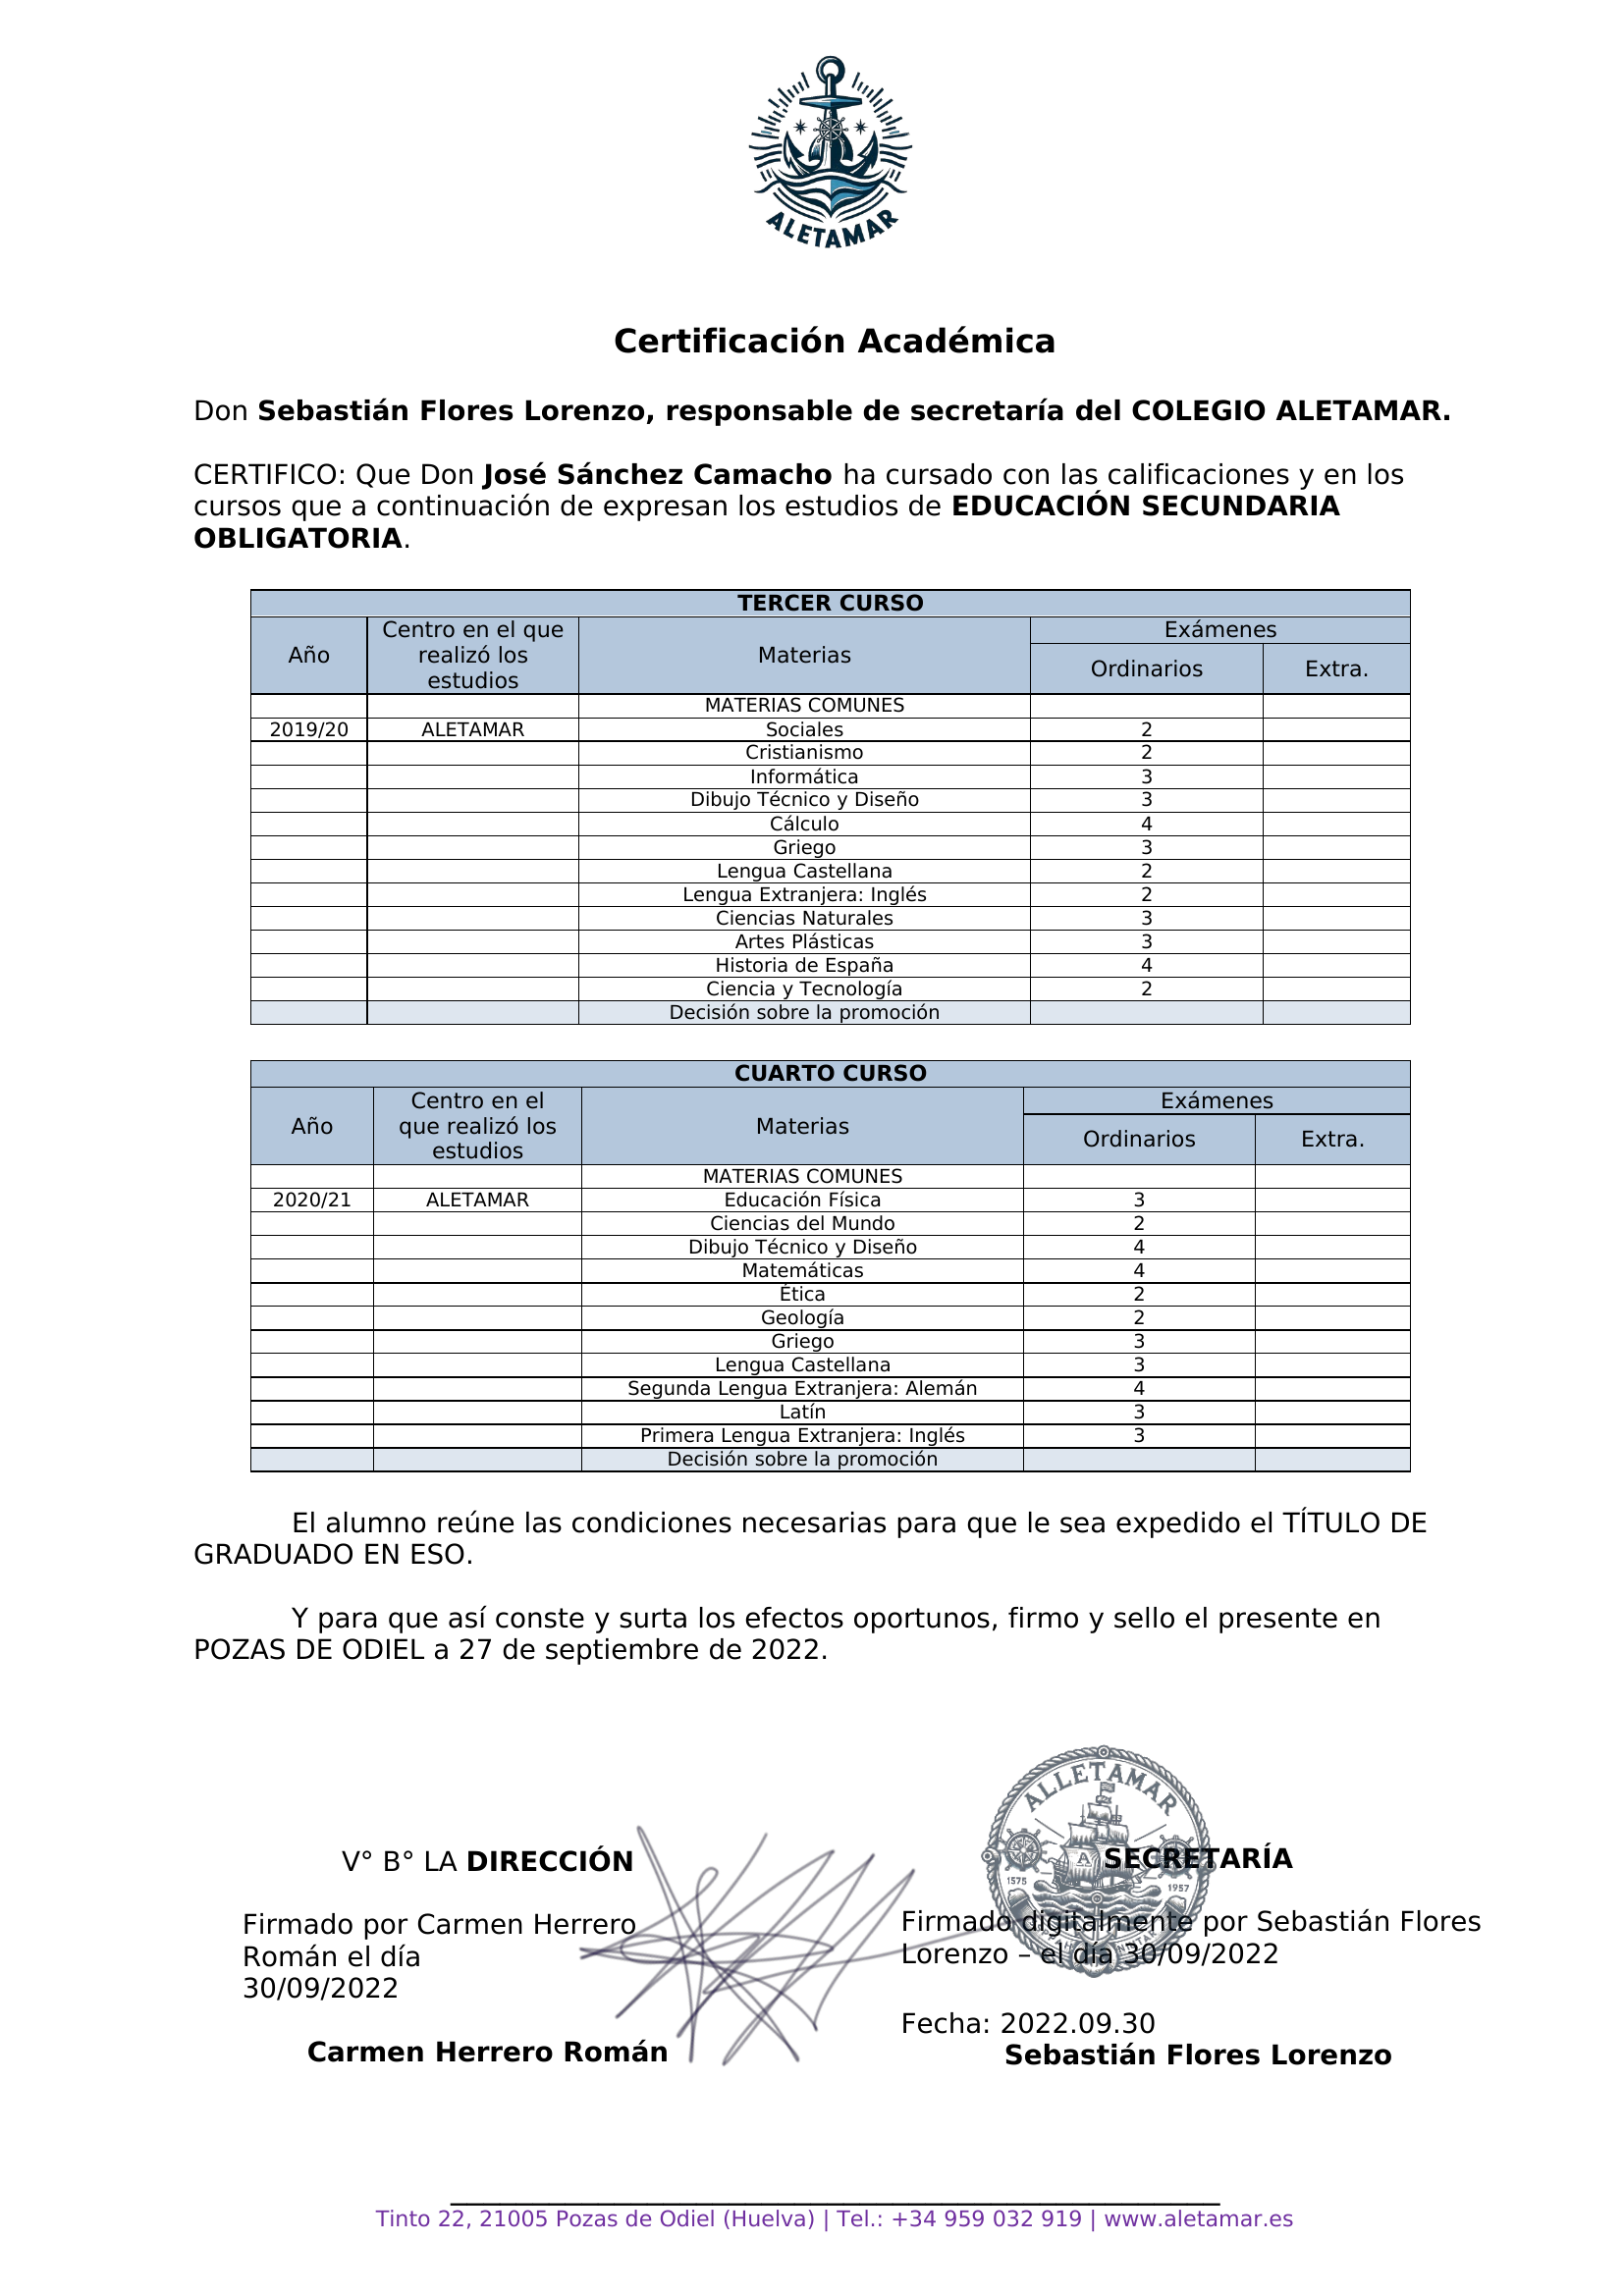 ALETAMAR
Certificación Académica
Don Sebastián Flores Lorenzo, responsable de secretaría del COLEGIO ALETAMAR.
CERTIFICO: Que Don José Sánchez Camacho ha cursado con las calificaciones y en los
cursos que a continuación de expresan los estudios de EDUCACIÓN SECUNDARIA
OBLIGATORIA.
TERCER CURSO
Año Centro en el que realizó los estudios Materias Exámenes
Ordinarios Extra.
MATERIAS COMUNES
2019/20 ALETAMAR Sociales 2
Cristianismo 2
Informática 3
Dibujo Técnico y Diseño 3
Cálculo 4
Griego 3
Lengua Castellana 2
Lengua Extranjera: Inglés 2
Ciencias Naturales 3
Artes Plásticas 3
Historia de España 4
Ciencia y Tecnología 2
Decisión sobre la promoción
CUARTO CURSO
Año Centro en el que realizó los estudios Materias Exámenes
Ordinarios Extra.
MATERIAS COMUNES
2020/21 ALETAMAR Educación Física 3
Ciencias del Mundo 2
Dibujo Técnico y Diseño 4
Matemáticas 4
Ética 2
Geología 2
Griego 3
Lengua Castellana 3
Segunda Lengua Extranjera: Alemán 4
Latín 3
Primera Lengua Extranjera: Inglés 3
Decisión sobre la promoción
El alumno reúne las condiciones necesarias para que le sea expedido el TÍTULO DE
GRADUADO EN ESO.
Y para que así conste y surta los efectos oportunos, firmo y sello el presente en
POZAS DE ODIEL a 27 de septiembre de 2022.
ALLETAMAR
A
1575 1957
V° B° LA DIRECCIÓN
Firmado por Carmen Herrero
Román el día
30/09/2022
Carmen Herrero Román
SECRETARÍA
Firmado digitalmente por Sebastián Flores
Lorenzo – el día 30/09/2022
Fecha: 2022.09.30
Sebastián Flores Lorenzo
Tinto 22, 21005 Pozas de Odiel (Huelva) | Tel.: +34 959 032 919 | www.aletamar.es